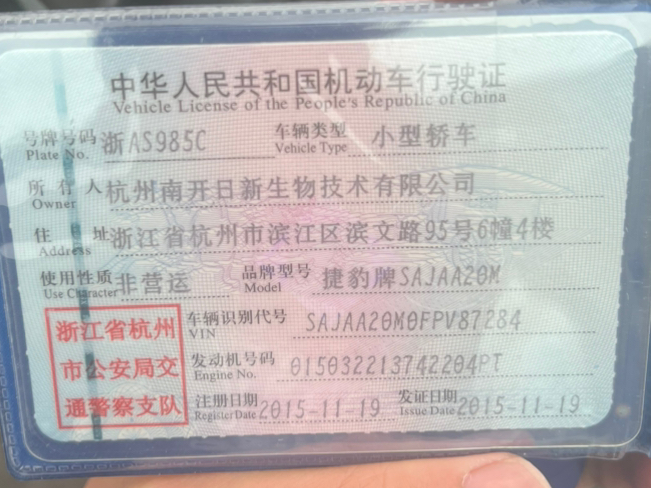 中华人民共和国机动车行驶证
Vehicle License of the People's Republic of China
号牌号码 浙AS985C 车辆类型 小型轿车
Plate No. Vehicle Type
所有人 杭州南开日新生物技术有限公司
Owner
住址 浙江省杭州市滨江区滨文路95号6幢4楼
Address
使用性质 非营运 品牌型号 捷豹牌SAJAA20M
Use Character Model
浙江省杭州
市公安局交
通警察支队
车辆识别代号 SAJAA20M0FPV87284
VIN
发动机号码 015032213742204PT
Engine No.
注册日期 2015-11-19 发证日期 2015-11-19
Register Date Issue Date